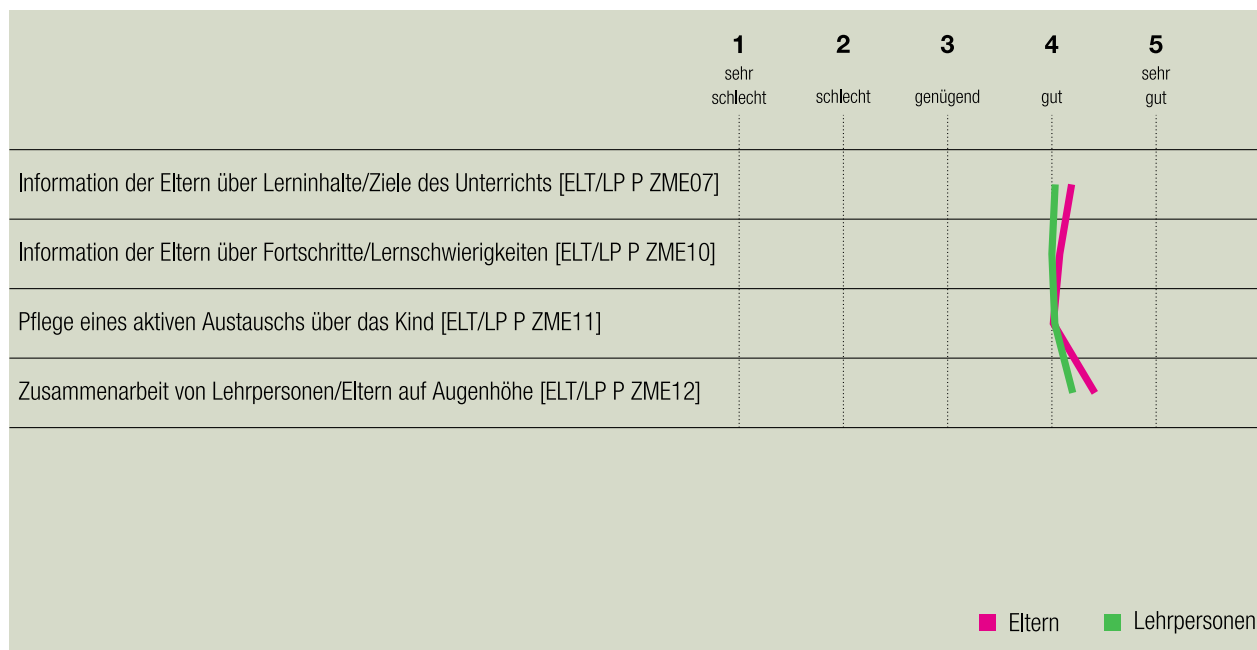 1 2 3 4 5
sehr sehr
schlecht schlecht genügend gut gut
Information der Eltern über Lerninhalte/Ziele des Unterrichts [ELT/LP P ZME07]
Information der Eltern über Fortschritte/Lernschwierigkeiten [ELT/LP P ZME10]
Pflege eines aktiven Austauschs über das Kind [ELT/LP P ZME11]
Zusammenarbeit von Lehrpersonen/Eltern auf Augenhöhe [ELT/LP P ZME12]
Eltern Lehrpersonen